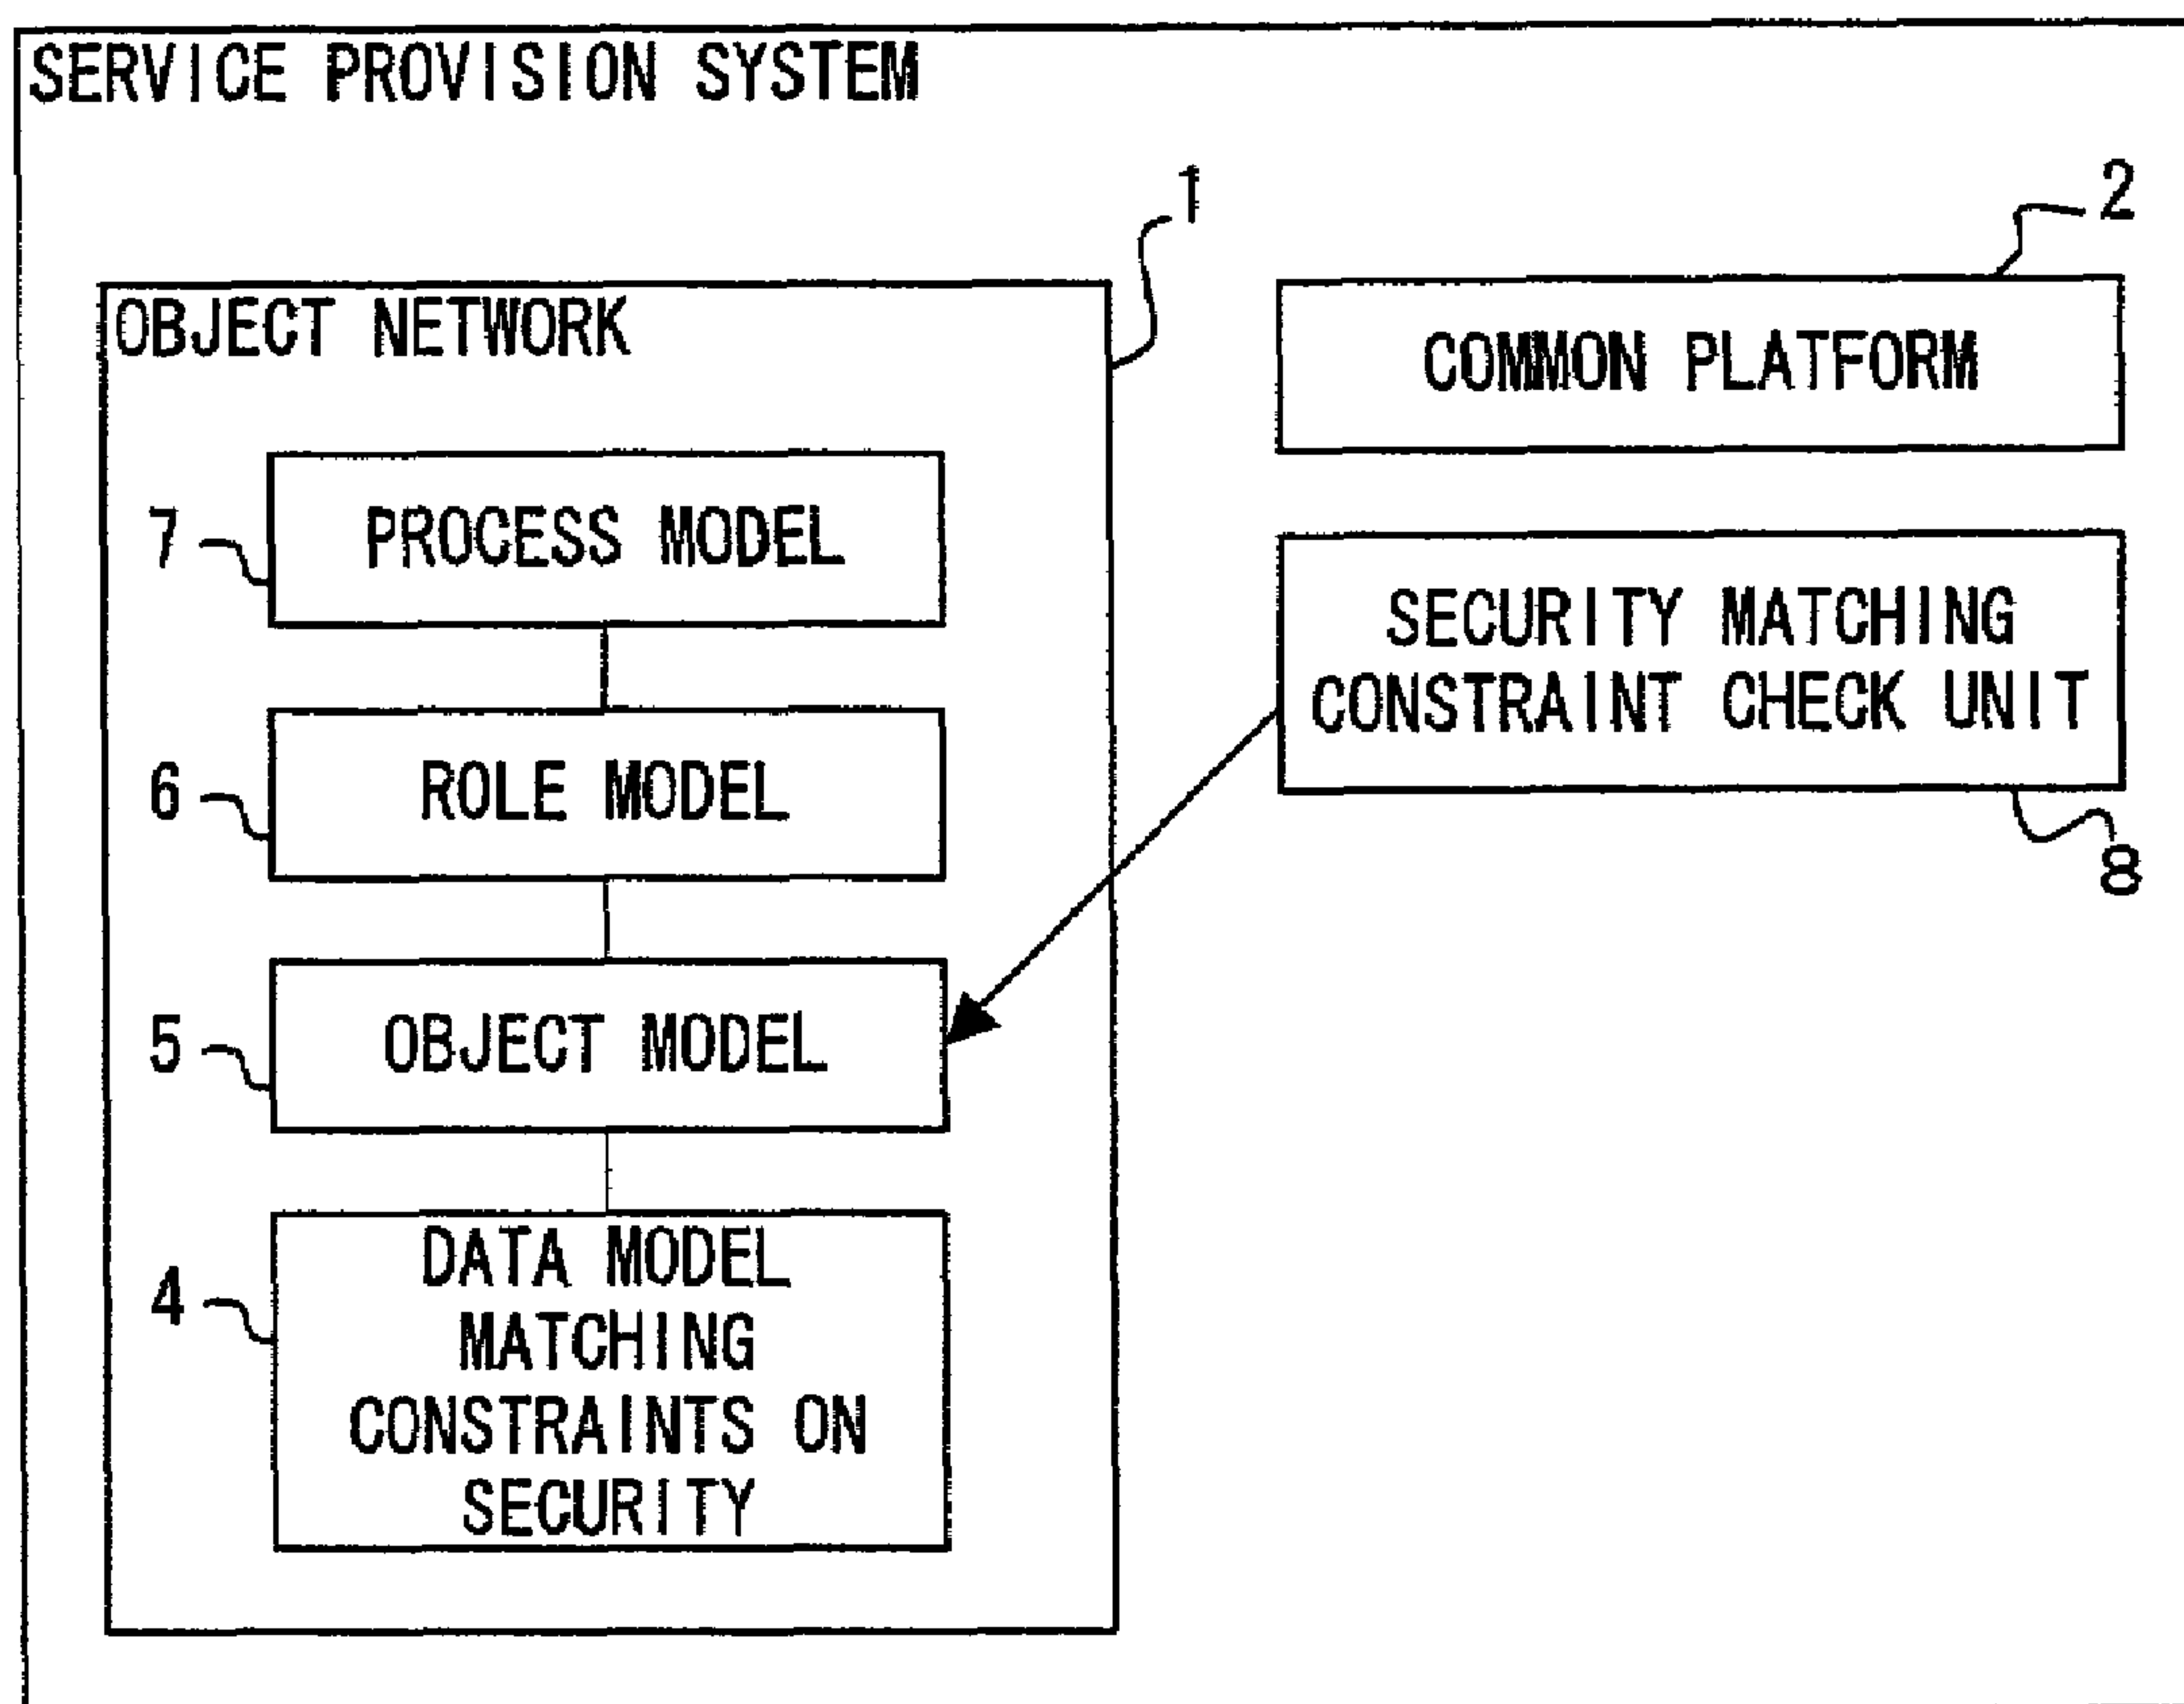 SERVICE PROVISION SYSTEM
1
2
OBJECT NETWORK
COMMON PLATFORM
7
PROCESS MODEL
SECURITY MATCHING
CONSTRAINT CHECK UNIT
6
ROLE MODEL
8
5
OBJECT MODEL
4
DATA MODEL
MATCHING
CONSTRAINTS ON
SECURITY